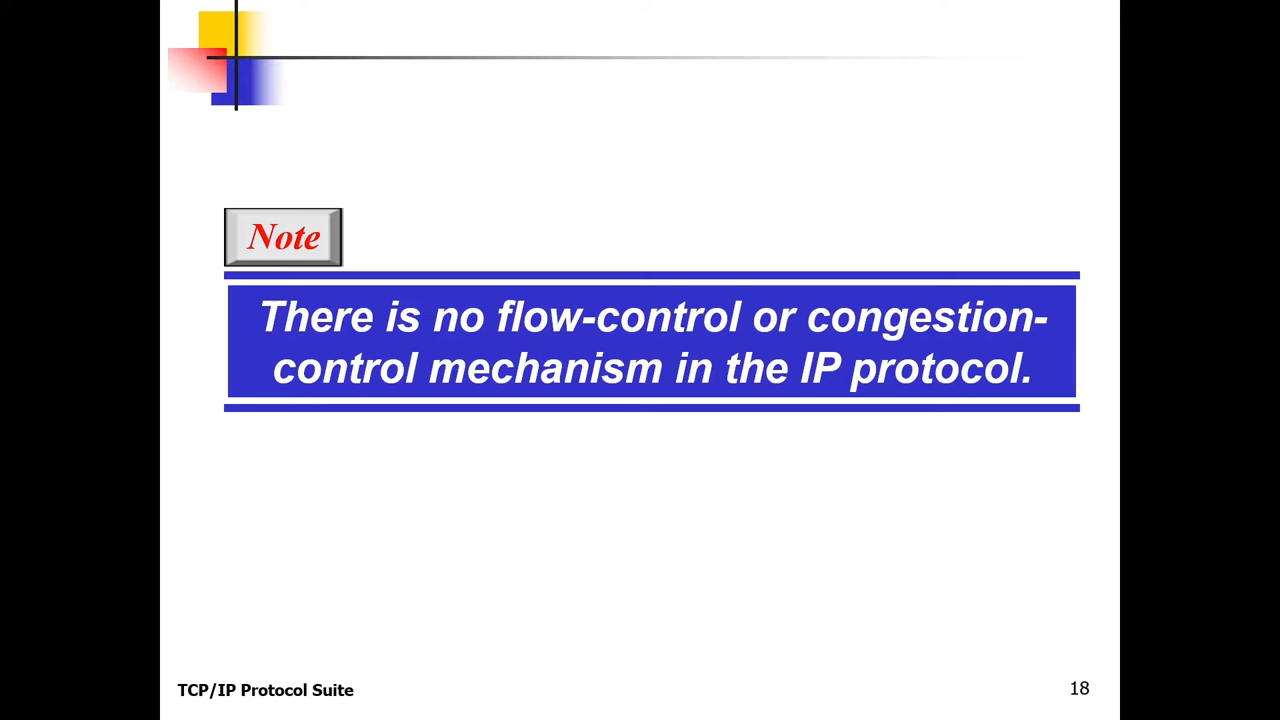 Note
There is no flow-control or congestion-
control mechanism in the IP protocol.
TCP/IP Protocol Suite
18